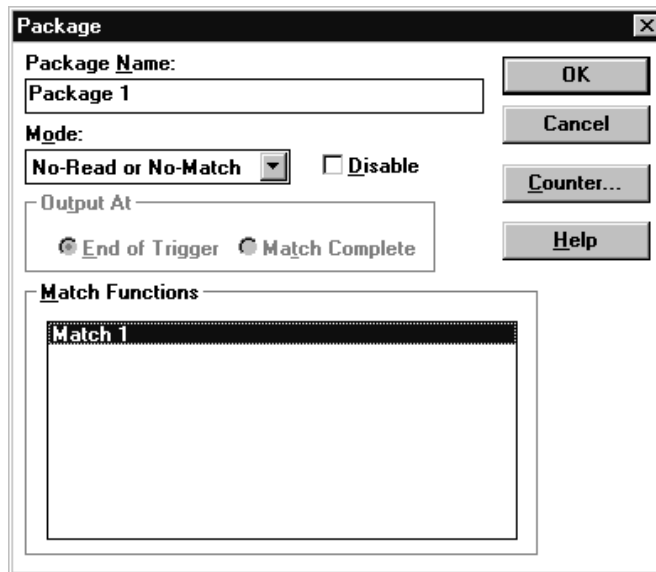 Package
Package Name:
Package 1
Mode:
No-Read or No-Match
Disable
Output At
End of Trigger
Match Complete
Match Functions
Match 1
OK
Cancel
Counter...
Help